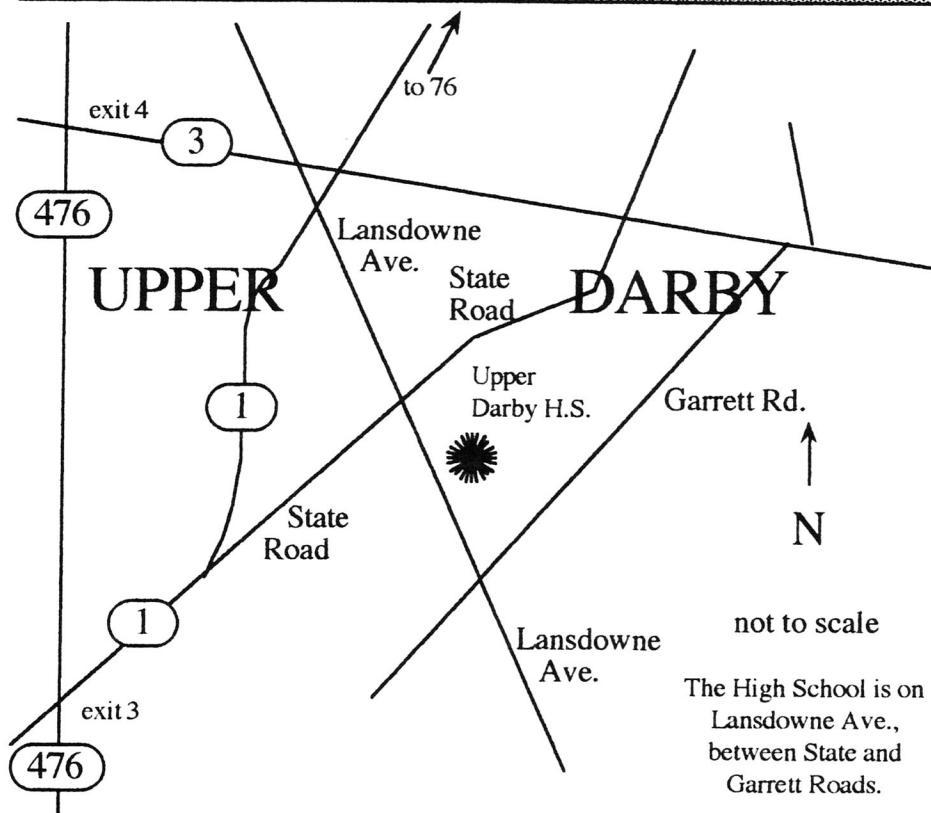 to 76
exit 4
3
476
Lansdowne
Ave.
UPPER
State
Road
DARBY
Upper
Darby H.S.
1
Garrett Rd.
State
Road
N
1
not to scale
Lansdowne
Ave.
exit 3
476
The High School is on
Lansdowne Ave.,
between State and
Garrett Roads.